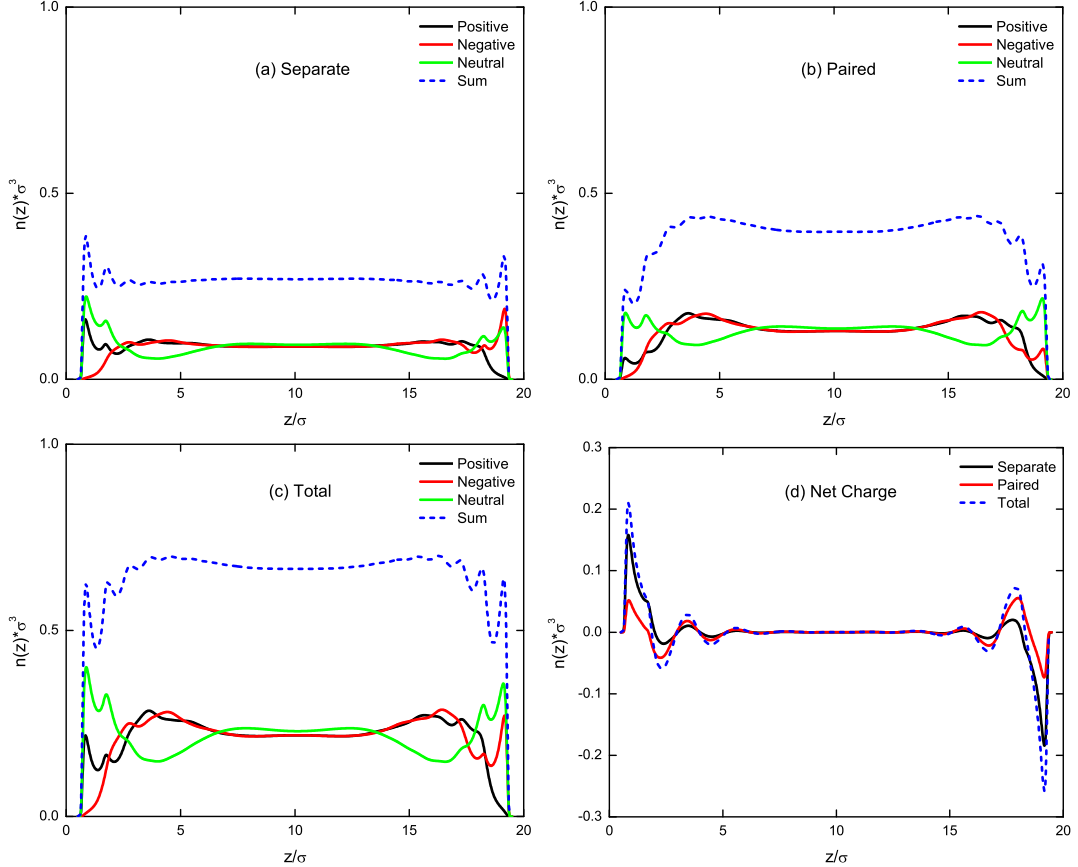 (a) Separate
Positive
Negative
Neutral
Sum
1.0
0.5
0.0
n(z)*σ³
0 5 10 15 20
z/σ
(b) Paired
Positive
Negative
Neutral
Sum
1.0
0.5
0.0
n(z)*σ³
0 5 10 15 20
z/σ
(c) Total
Positive
Negative
Neutral
Sum
1.0
0.5
0.0
n(z)*σ³
0 5 10 15 20
z/σ
(d) Net Charge
Separate
Paired
Total
0.3
0.2
0.1
0.0
-0.1
-0.2
-0.3
n(z)*σ³
0 5 10 15 20
z/σ